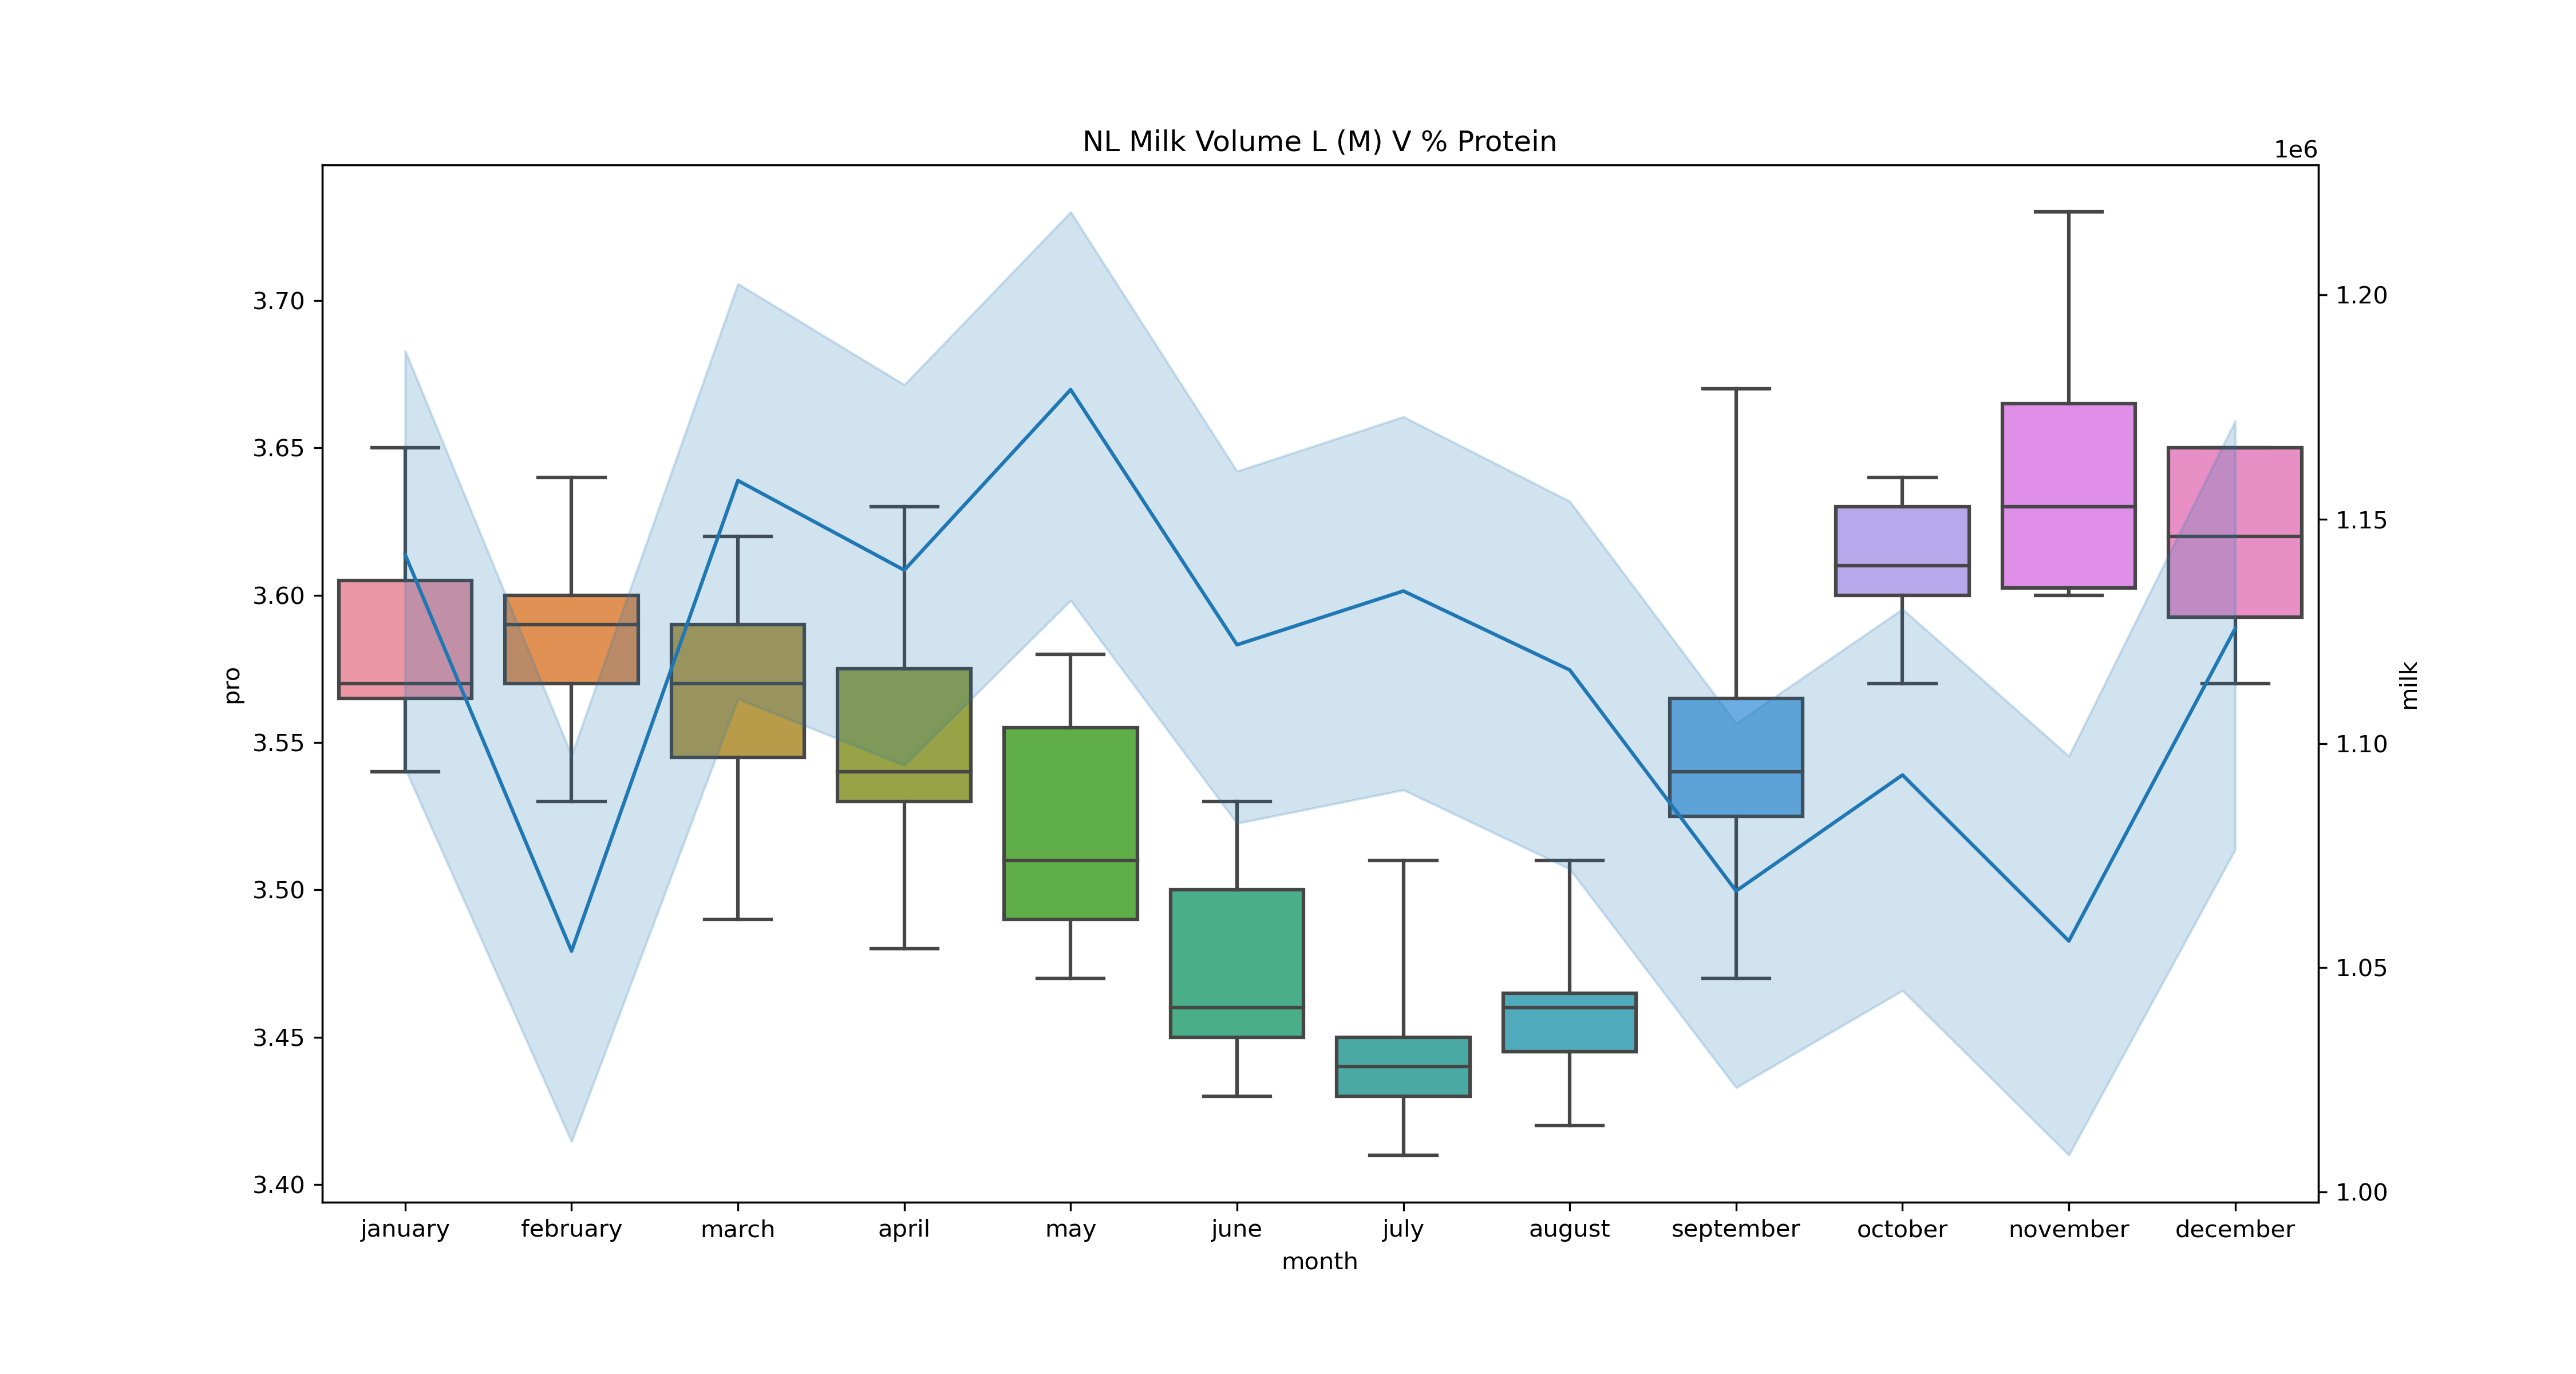 NL Milk Volume L (M) V % Protein
1e6
3.70
3.65
3.60
3.55
3.50
3.45
3.40
pro
1.20
1.15
1.10
1.05
1.00
milk
january february march april may june july august september october november december
month